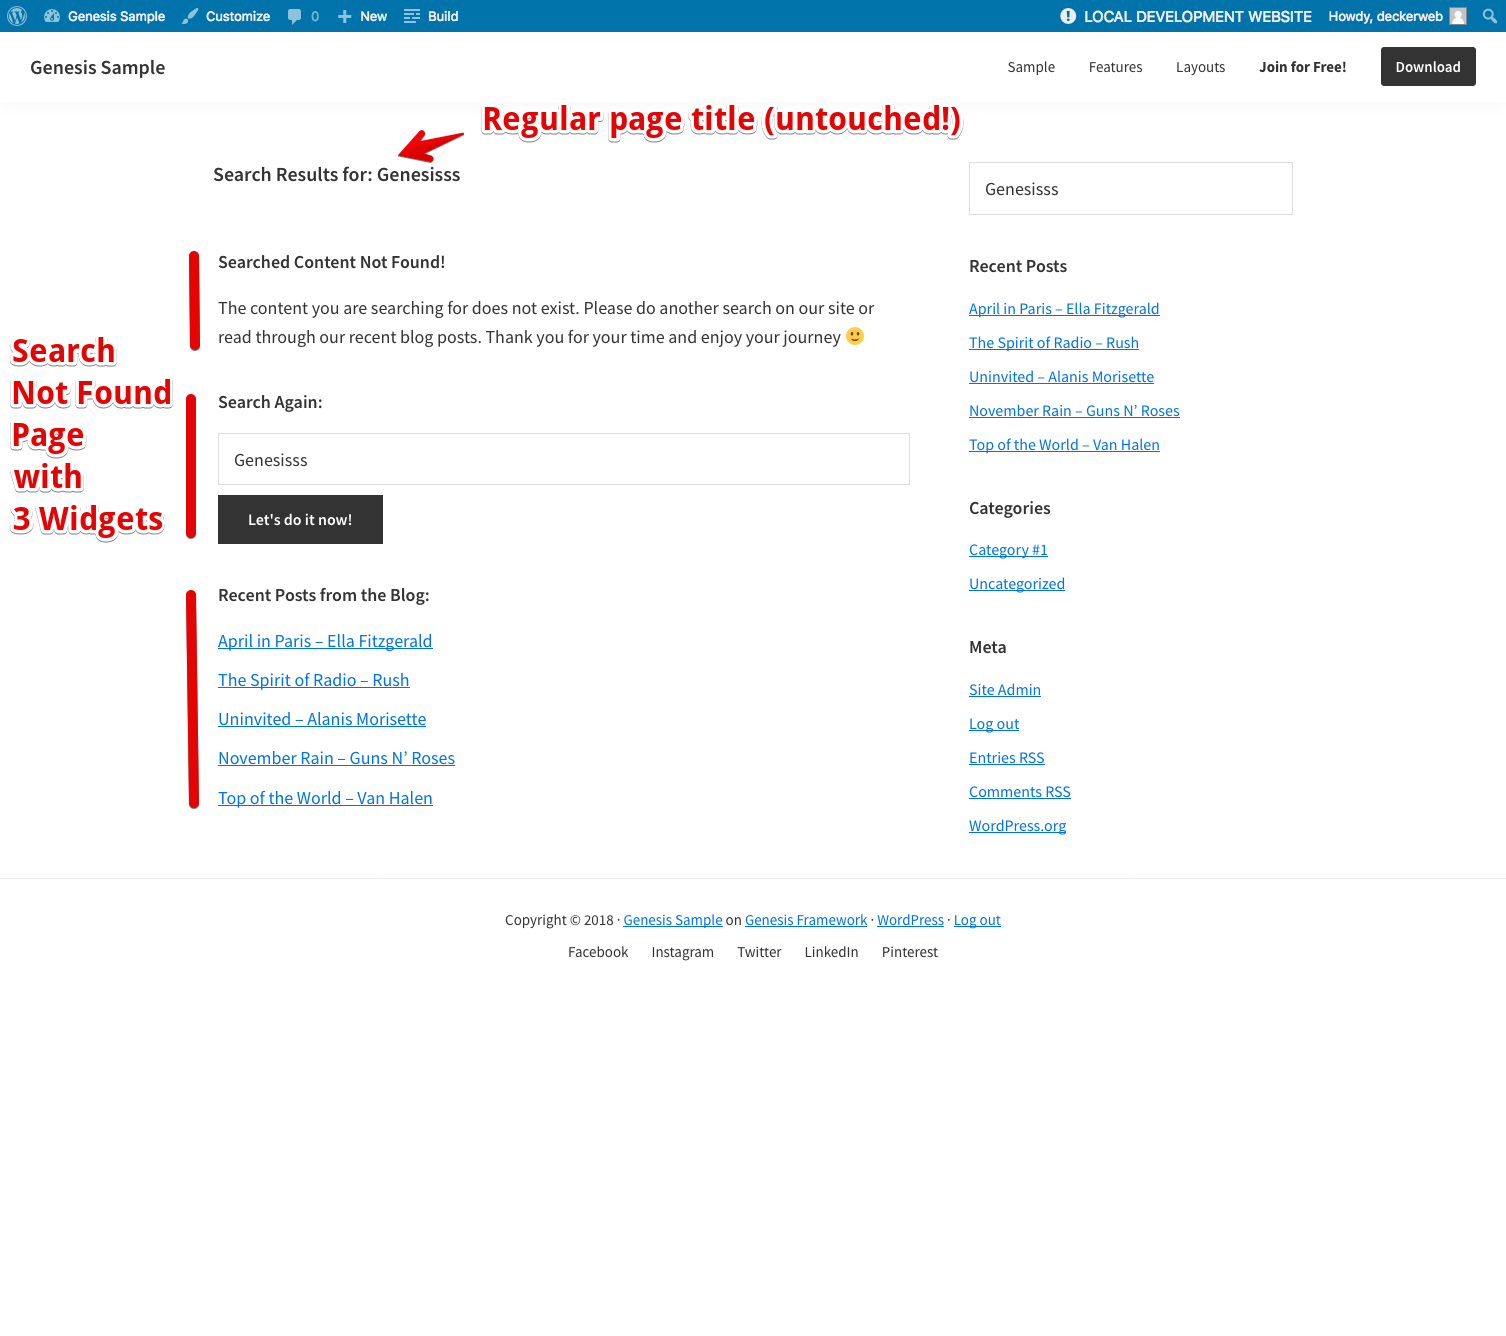 Genesis Sample Customize 0 New Build LOCAL DEVELOPMENT WEBSITE Howdy, deckerweb
Genesis Sample Sample Features Layouts Join for Free! Download
Regular page title (untouched!)
Search Results for: Genesisss
Searched Content Not Found!
The content you are searching for does not exist. Please do another search on our site or
read through our recent blog posts. Thank you for your time and enjoy your journey 🙂
Search
Not Found
Page
with
3 Widgets
Search Again:
Genesisss
Let's do it now!
Recent Posts from the Blog:
April in Paris – Ella Fitzgerald
The Spirit of Radio – Rush
Uninvited – Alanis Morisette
November Rain – Guns N’ Roses
Top of the World – Van Halen
Genesisss
Recent Posts
April in Paris – Ella Fitzgerald
The Spirit of Radio – Rush
Uninvited – Alanis Morisette
November Rain – Guns N’ Roses
Top of the World – Van Halen
Categories
Category #1
Uncategorized
Meta
Site Admin
Log out
Entries RSS
Comments RSS
WordPress.org
Copyright © 2018 · Genesis Sample on Genesis Framework · WordPress · Log out
Facebook Instagram Twitter LinkedIn Pinterest